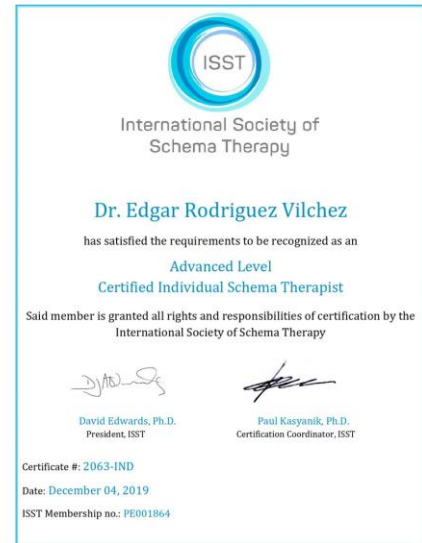 ISST
International Society of
Schema Therapy
Dr. Edgar Rodriguez Vilchez
has satisfied the requirements to be recognized as an
Advanced Level
Certified Individual Schema Therapist
Said member is granted all rights and responsibilities of certification by the
International Society of Schema Therapy
David Edwards, Ph.D.
President, ISST
Paul Kasyanik, Ph.D.
Certification Coordinator, ISST
Certificate #: 2063-IND
Date: December 04, 2019
ISST Membership no.: PE001864